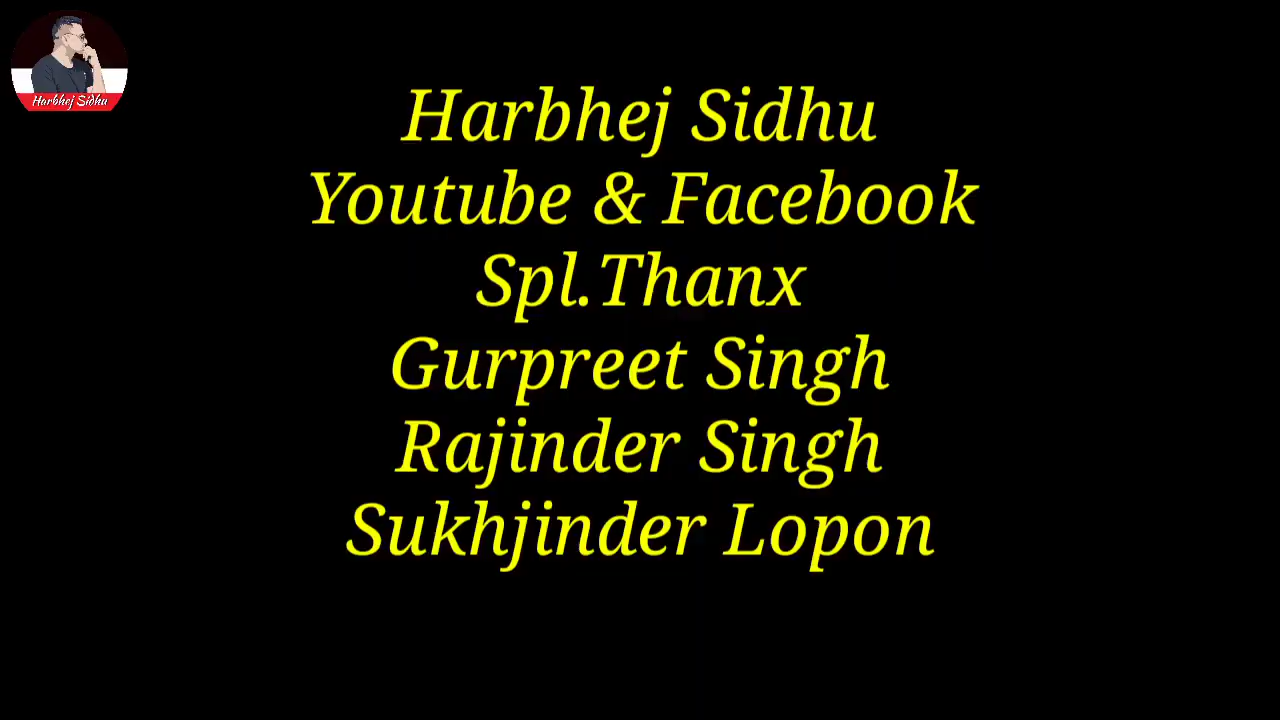 Harbhej Sidhu
Harbhej Sidhu
Youtube & Facebook
Spl.Thanx
Gurpreet Singh
Rajinder Singh
Sukhjinder Lopon